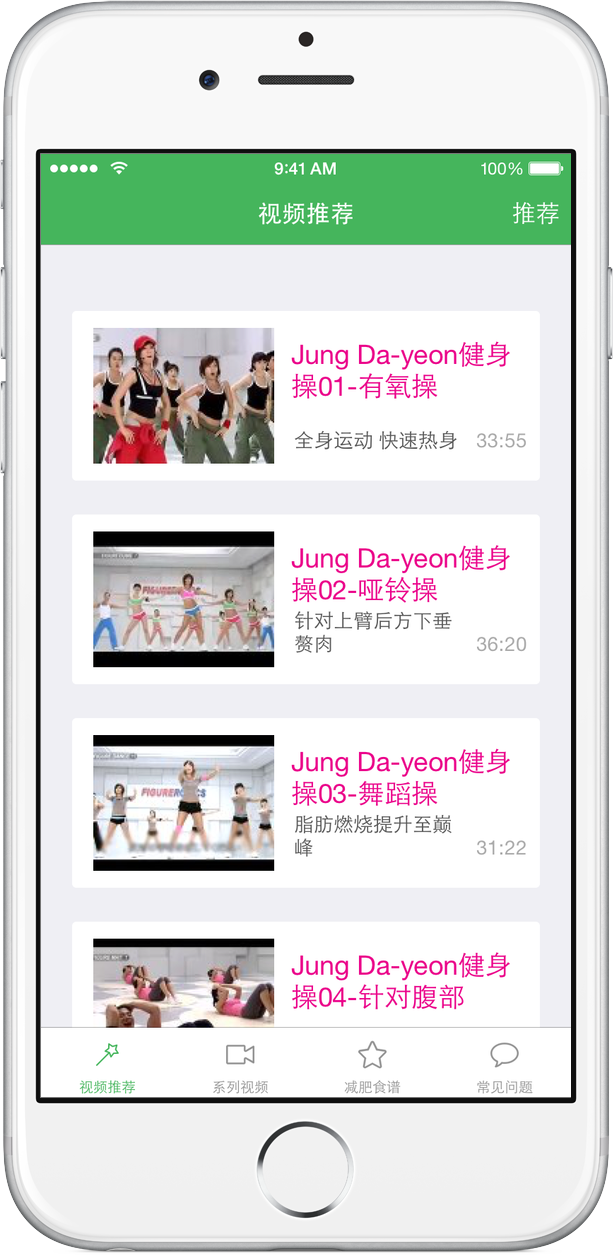 9:41 AM
100%
视频推荐
推荐
Jung Da-yeon健身
操01-有氧操
全身运动 快速热身
33:55
Jung Da-yeon健身
操02-哑铃操
针对上臂后方下垂
赘肉
36:20
FIGURE
Jung Da-yeon健身
操03-舞蹈操
脂肪燃烧提升至巅
峰
31:22
FIGUREROBICS
Jung Da-yeon健身
操04-针对腹部
视频推荐
系列视频
减肥食谱
常见问题